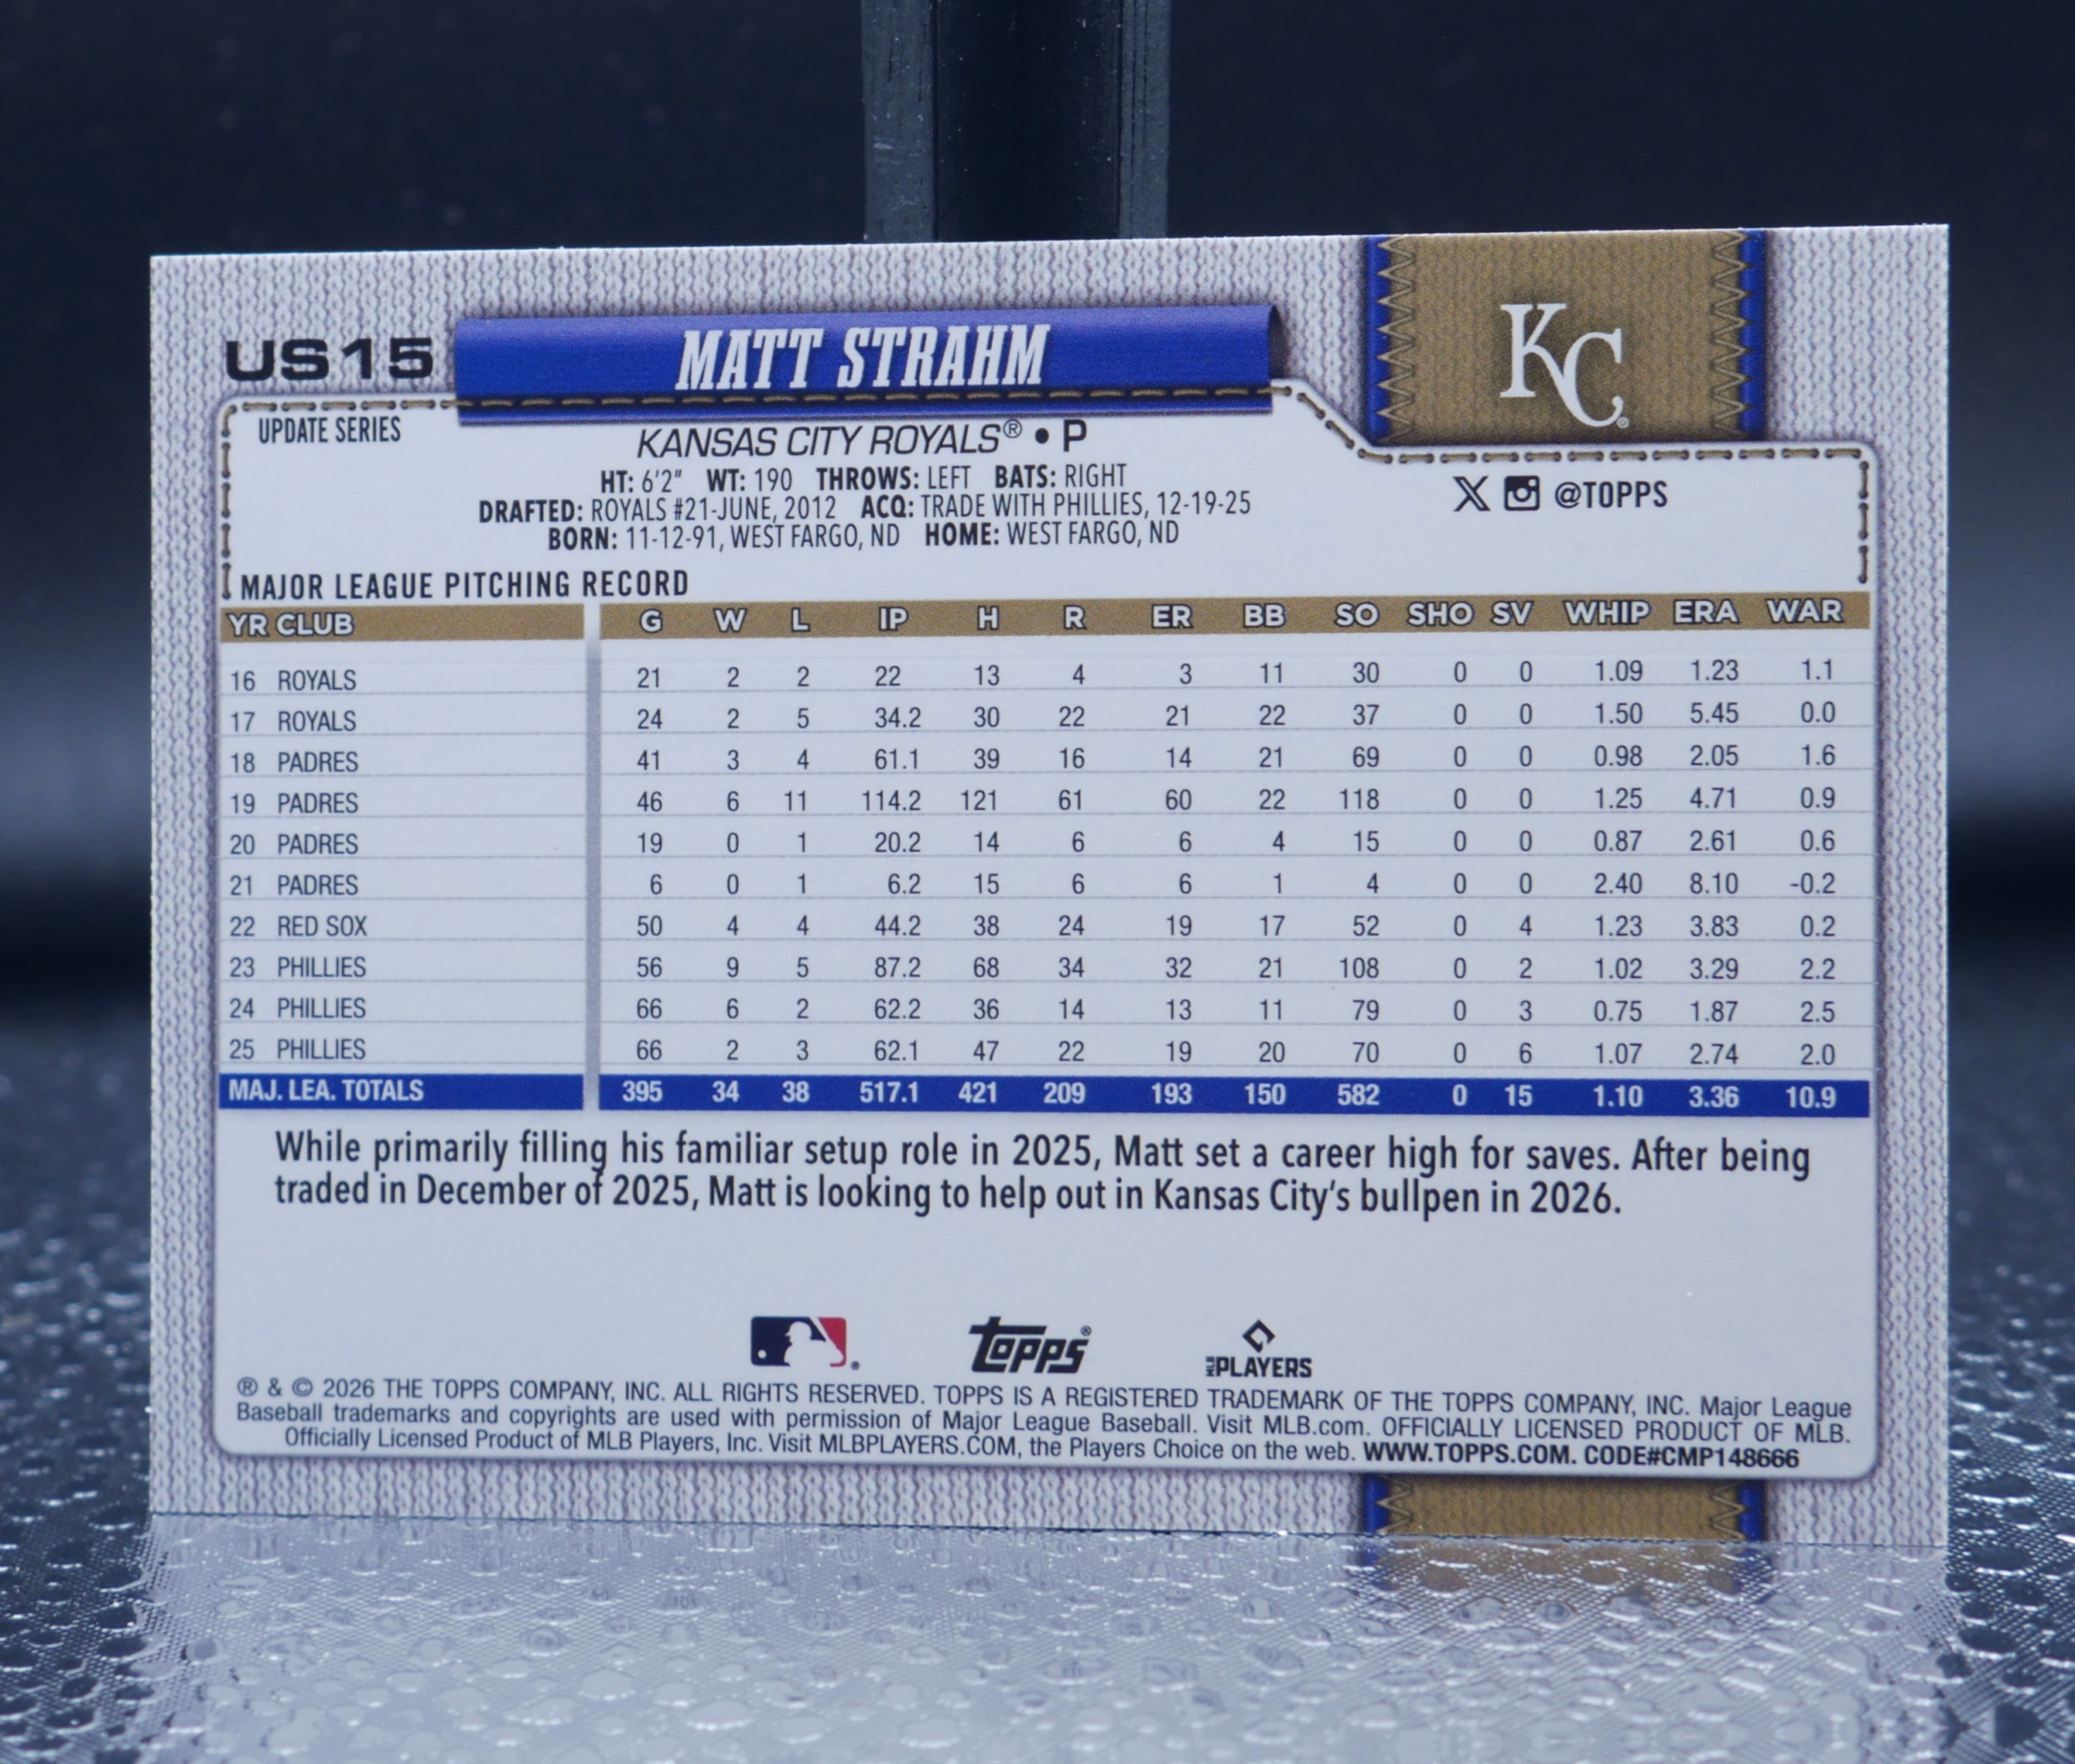 US15 MATT STRAHM KC
UPDATE SERIES
KANSAS CITY ROYALS® • P
HT: 6'2" WT: 190 THROWS: LEFT BATS: RIGHT
DRAFTED: ROYALS #21-JUNE, 2012 ACQ: TRADE WITH PHILLIES, 12-19-25
BORN: 11-12-91, WEST FARGO, ND HOME: WEST FARGO, ND
X @TOPPS
MAJOR LEAGUE PITCHING RECORD
YR CLUB G W L IP H R ER BB SO SHO SV WHIP ERA WAR
16 ROYALS 21 2 2 22 13 4 3 11 30 0 0 1.09 1.23 1.1
17 ROYALS 24 2 5 34.2 30 22 21 22 37 0 0 1.50 5.45 0.0
18 PADRES 41 3 4 61.1 39 16 14 21 69 0 0 0.98 2.05 1.6
19 PADRES 46 6 11 114.2 121 61 60 22 118 0 0 1.25 4.71 0.9
20 PADRES 19 0 1 20.2 14 6 6 4 15 0 0 0.87 2.61 0.6
21 PADRES 6 0 1 6.2 15 6 6 1 4 0 0 2.40 8.10 -0.2
22 RED SOX 50 4 4 44.2 38 24 19 17 52 0 4 1.23 3.83 0.2
23 PHILLIES 56 9 5 87.2 68 34 32 21 108 0 2 1.02 3.29 2.2
24 PHILLIES 66 6 2 62.2 36 14 13 11 79 0 3 0.75 1.87 2.5
25 PHILLIES 66 2 3 62.1 47 22 19 20 70 0 6 1.07 2.74 2.0
MAJ. LEA. TOTALS 395 34 38 517.1 421 209 193 150 582 0 15 1.10 3.36 10.9
While primarily filling his familiar setup role in 2025, Matt set a career high for saves. After being
traded in December of 2025, Matt is looking to help out in Kansas City's bullpen in 2026.
Topps® MLB PLAYERS
® & © 2026 THE TOPPS COMPANY, INC. ALL RIGHTS RESERVED. TOPPS IS A REGISTERED TRADEMARK OF THE TOPPS COMPANY, INC. Major League
Baseball trademarks and copyrights are used with permission of Major League Baseball. Visit MLB.com. OFFICIALLY LICENSED PRODUCT OF MLB.
Officially Licensed Product of MLB Players, Inc. Visit MLBPLAYERS.COM, the Players Choice on the web. WWW.TOPPS.COM. CODE#CMP148666